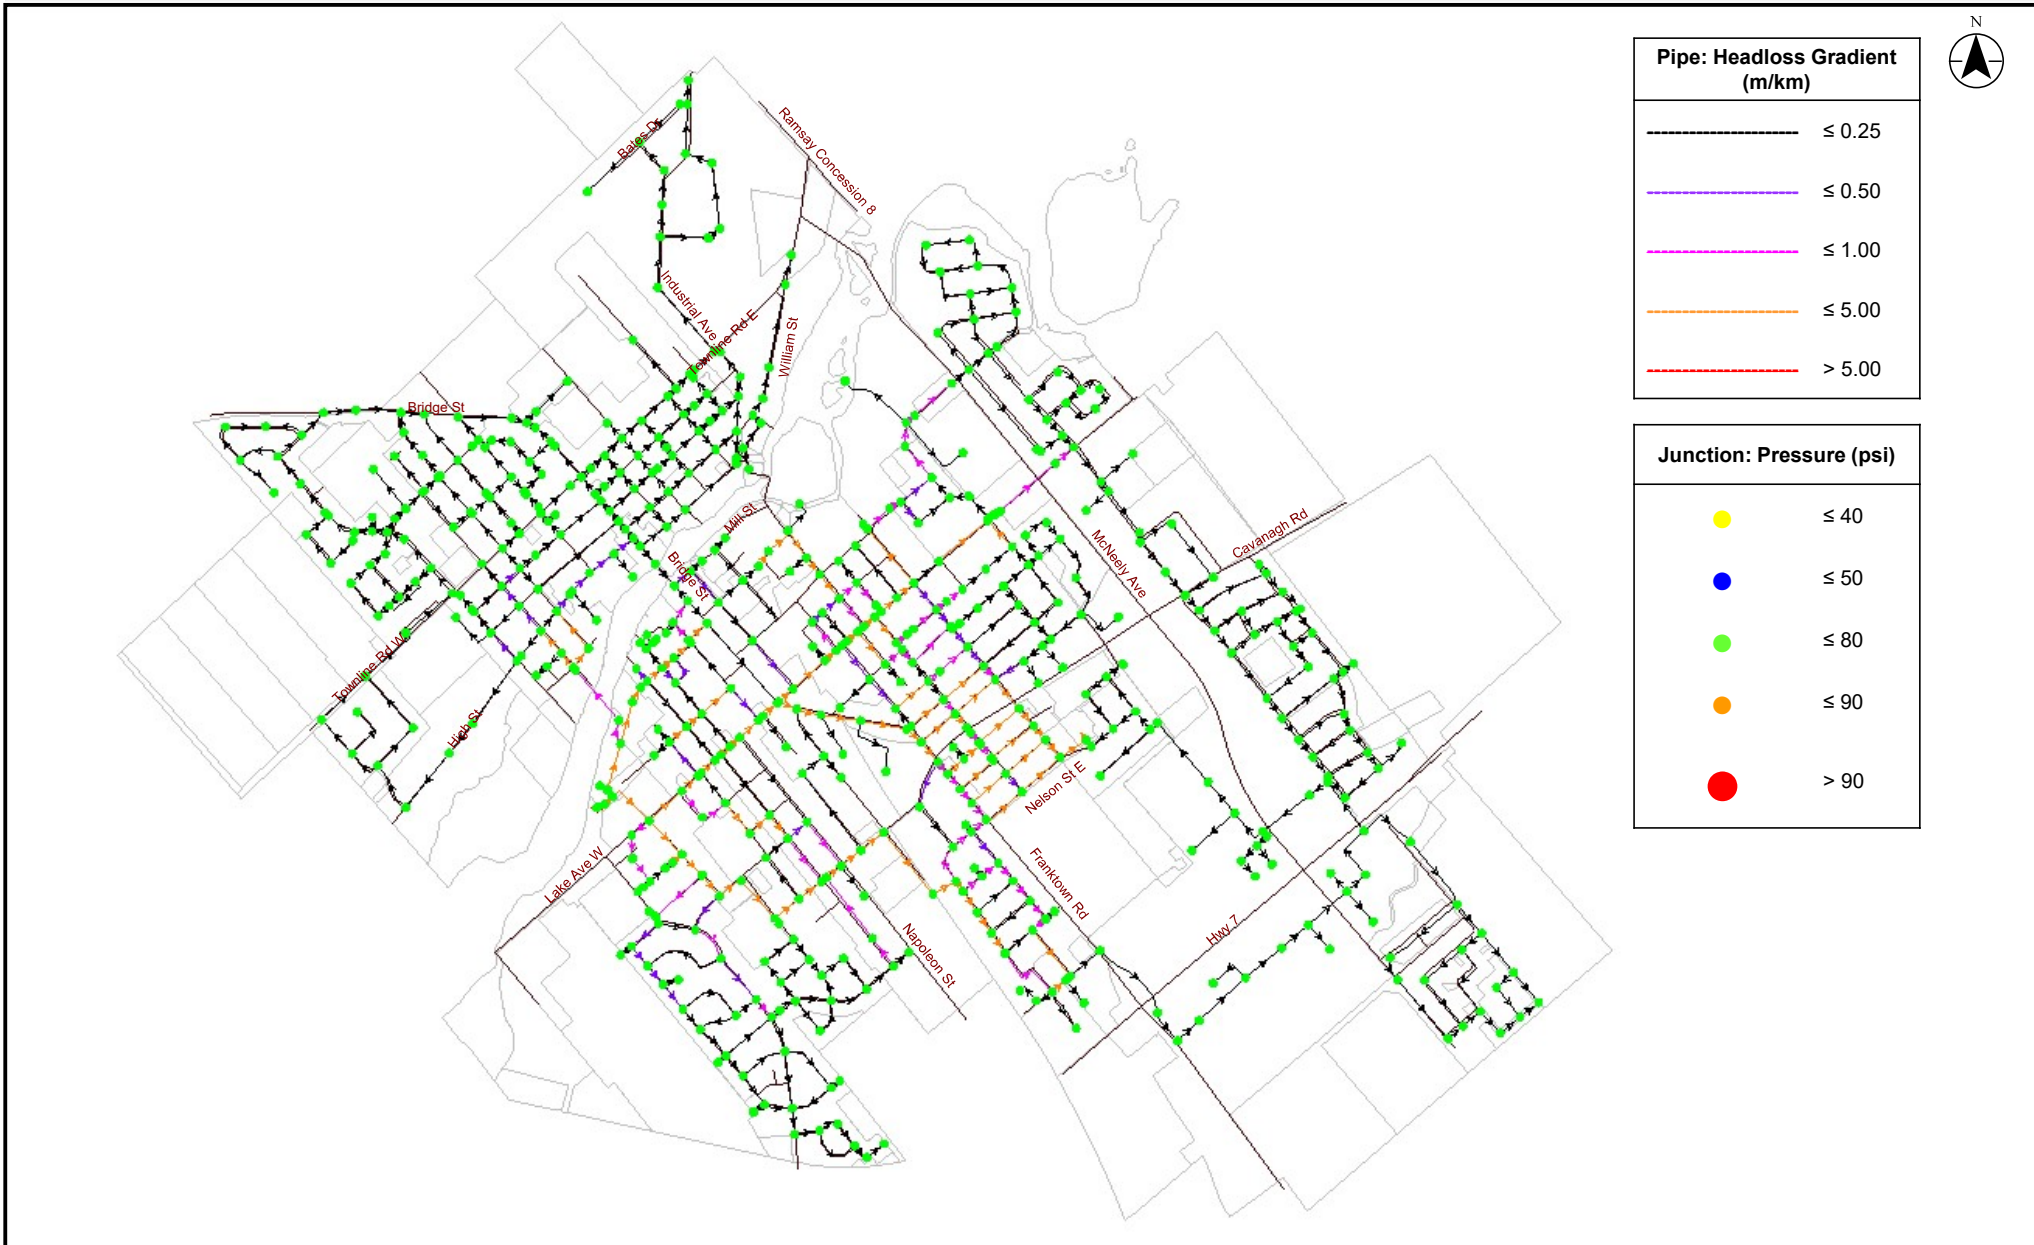 N
Pipe: Headloss Gradient
(m/km)
≤ 0.25
≤ 0.50
≤ 1.00
≤ 5.00
> 5.00
Junction: Pressure (psi)
≤ 40
≤ 50
≤ 80
≤ 90
> 90
Bates Dr
Ramsay Concession 8
Industrial Ave
Townline Rd E
William St
Bridge St
Mill St
Bridge St
McNeely Ave
Cavanagh Rd
Townline Rd W
High St
Nelson St E
Lake Ave W
Franktown Rd
Napoleon St
Hwy 7